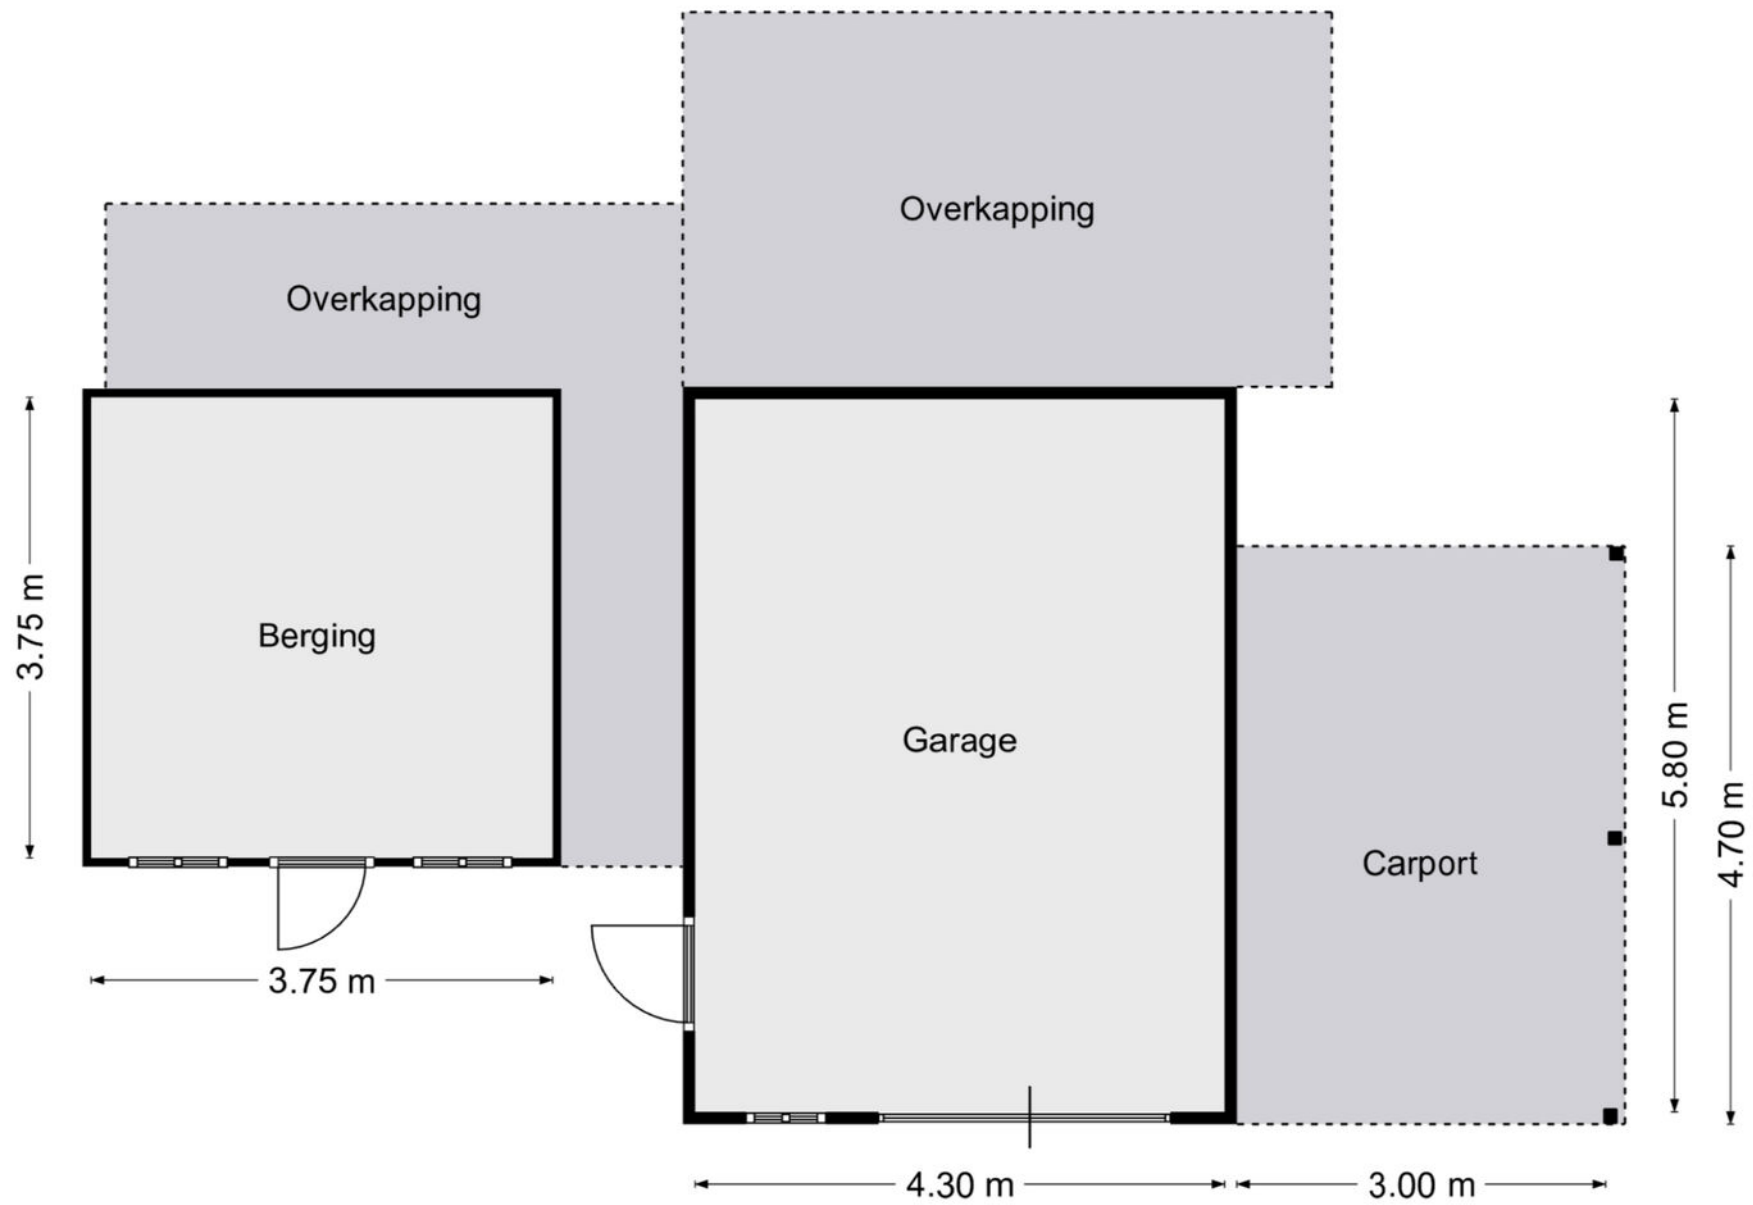 Overkapping
Overkapping
Berging
3.75 m
3.75 m
Garage
5.80 m
4.70 m
Carport
4.30 m
3.00 m